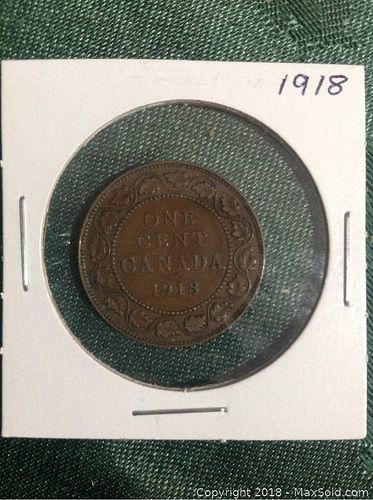 1918
ONE
CENT
CANADA
1918
Copyright 2018 - MaxSold.com